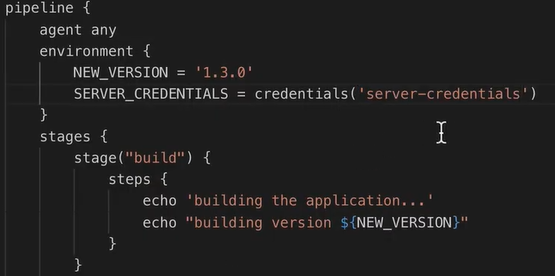 pipeline {
    agent any
    environment {
        NEW_VERSION = '1.3.0'
        SERVER_CREDENTIALS = credentials('server-credentials')
    }
    stages {
        stage("build") {
            steps {
                echo 'building the application...'
                echo "building version ${NEW_VERSION}"
            }
        }